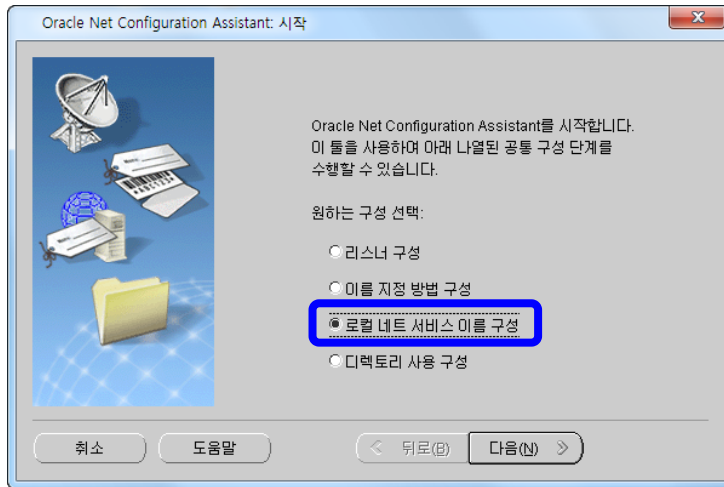 Oracle Net Configuration Assistant: 시작
Oracle Net Configuration Assistant를 시작합니다.
이 툴을 사용하여 아래 나열된 공통 구성 단계를
수행할 수 있습니다.
원하는 구성 선택:
리스너 구성
이름 지정 방법 구성
로컬 네트 서비스 이름 구성
디렉토리 사용 구성
취소
도움말
뒤로(B)
다음(N)